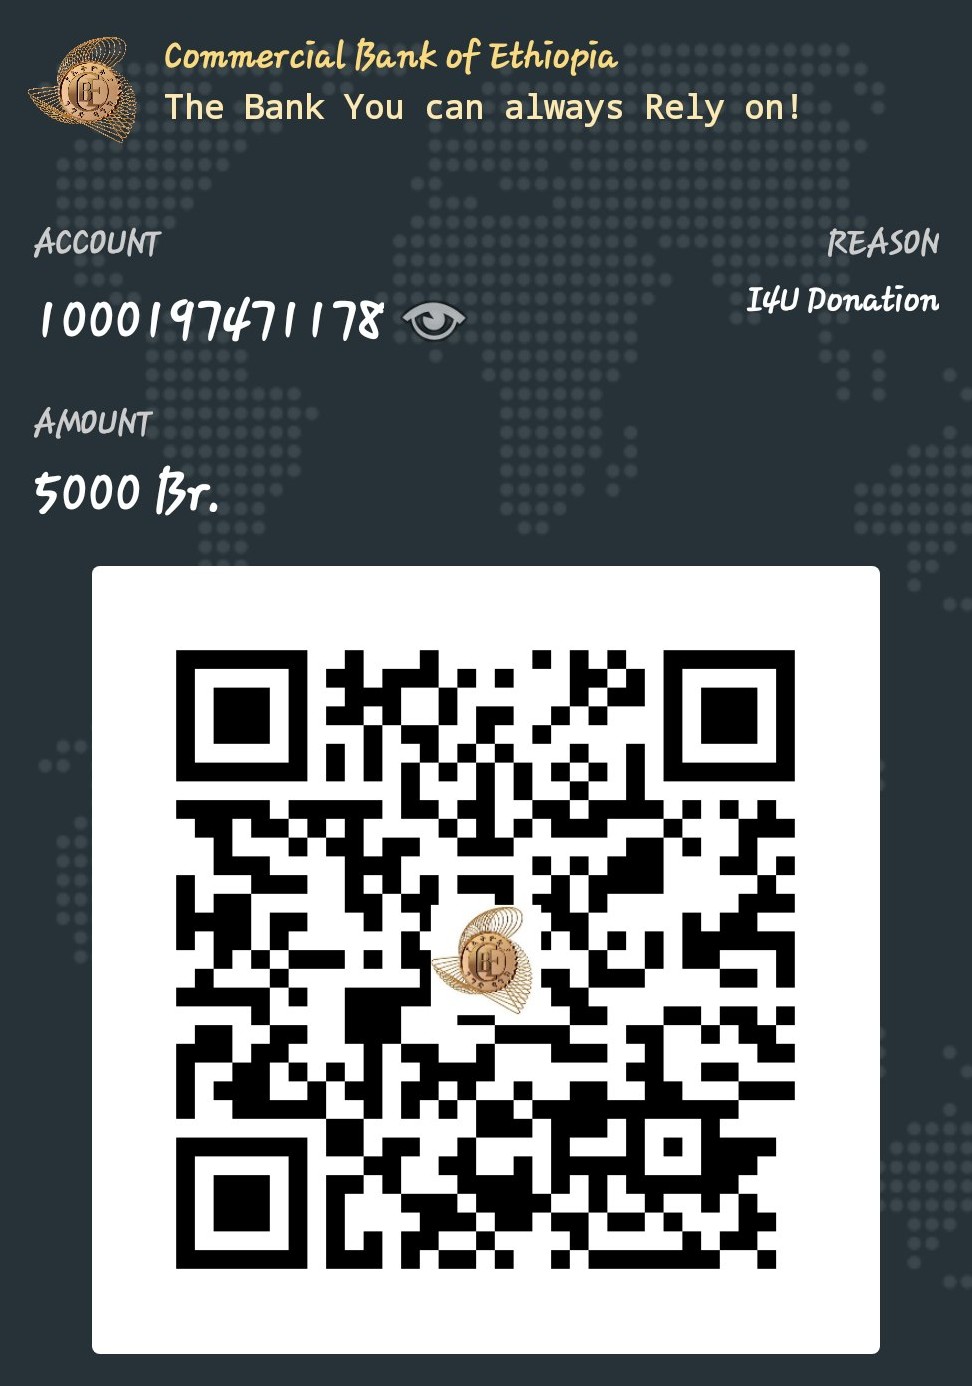 Commercial Bank of Ethiopia
The Bank You can always Rely on!
ACCOUNT
1000197471178
REASON
I4U Donation
AMOUNT
5000 Br.